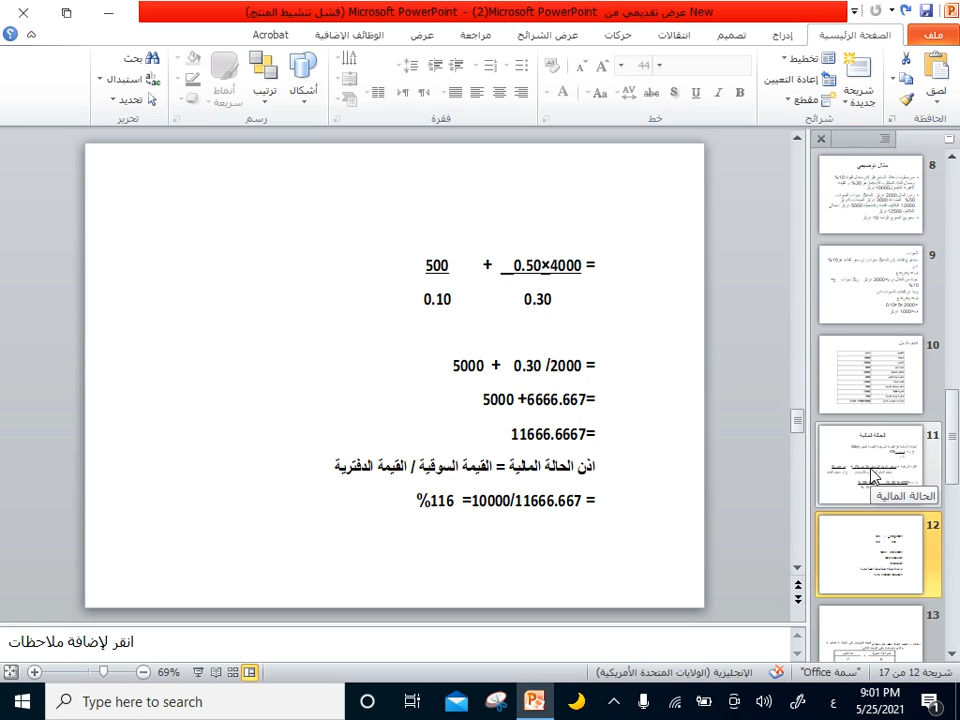 New عرض تقديمي من Microsoft PowerPoint(2) - Microsoft PowerPoint (فشل تنشيط المنتج)
ملف
الصفحة الرئيسية
إدراج
تصميم
انتقالات
حركات
عرض الشرائح
مراجعة
عرض
الوظائف الإضافية
Acrobat
لصق
الحافظة
شريحة جديدة
تخطيط
إعادة التعيين
مقطع
شرائح
44
خط
فقرة
أشكال
ترتيب
أنماط سريعة
رسم
بحث
استبدال
تحديد
تحرير
= 0.50×4000 + 500
0.30 0.10
= 2000/ 0.30 + 5000
=6666.667+ 5000
=11666.6667
اذن الحالة المالية = القيمة السوقية / القيمة الدفترية
= 10000/11666.667= 116%
8
مثال توضيحي
9
10
كشف الدخل
11
الحالة المالية
الحالة المالية
12
13
انقر لإضافة ملاحظات
شريحة 12 من 17
"سمة Office"
الإنجليزية (الولايات المتحدة الأمريكية)
69%
Type here to search
ع
9:01 PM
5/25/2021
1